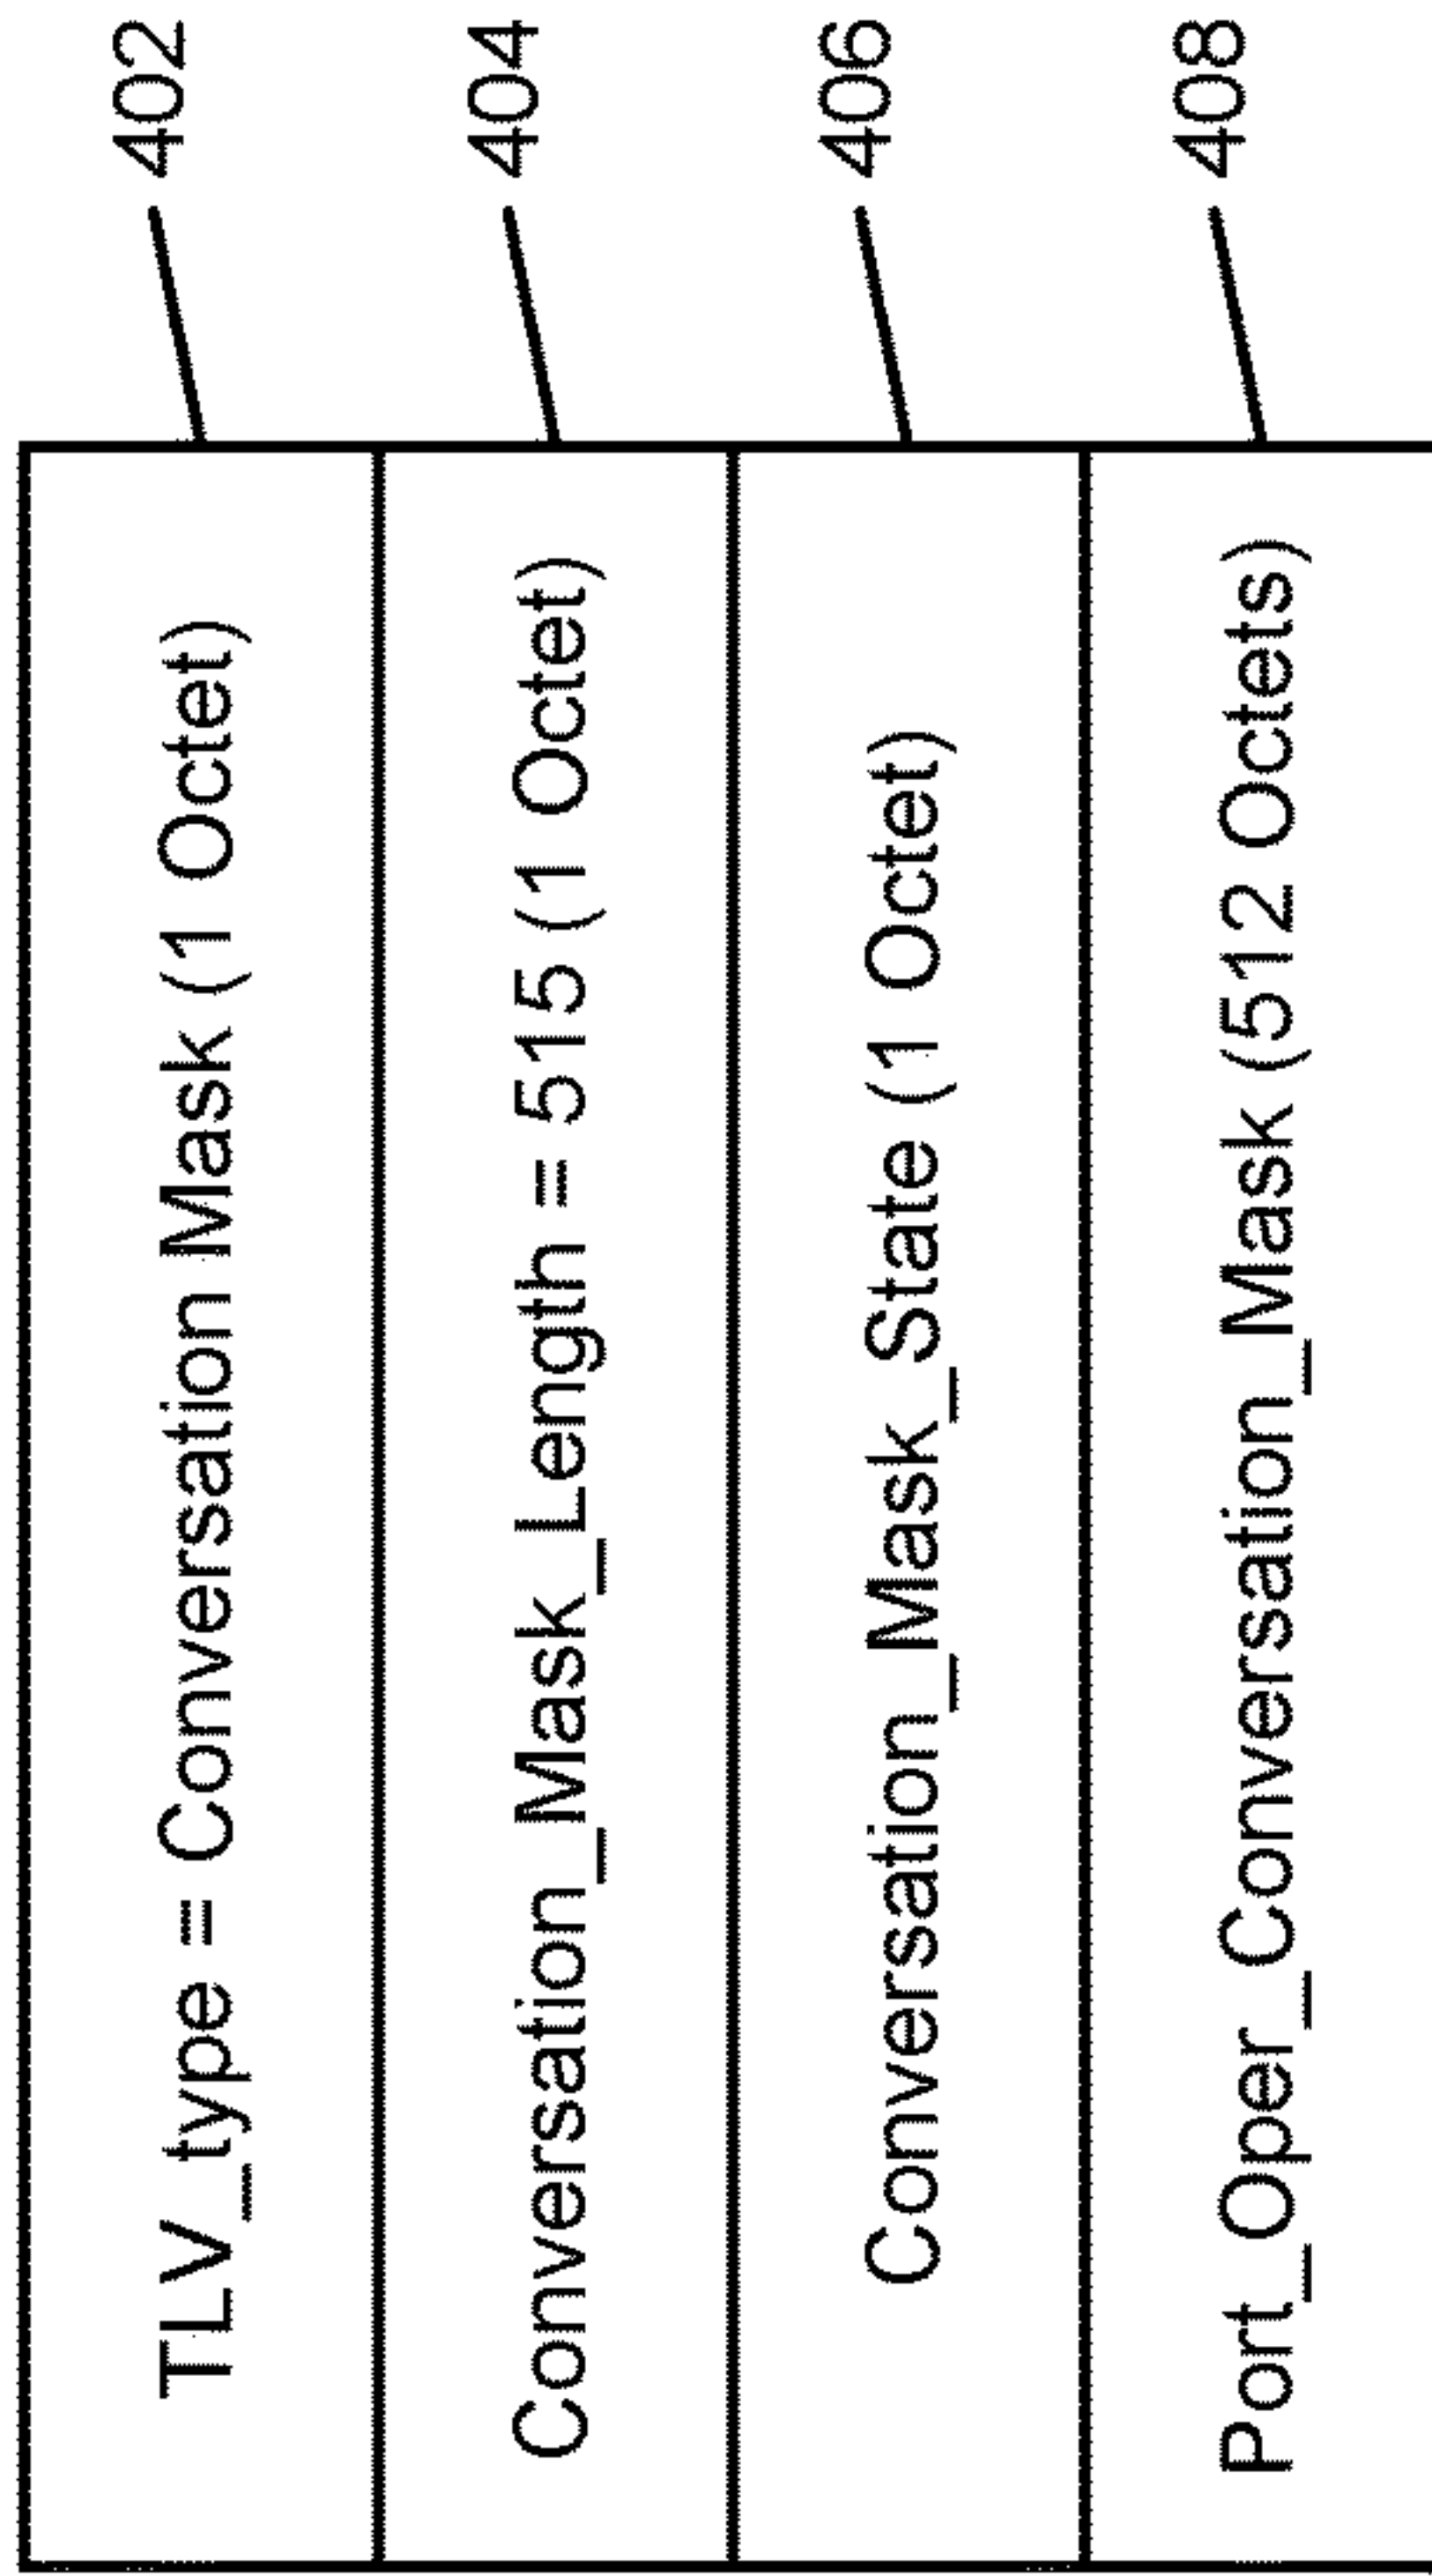 TLV_type = Conversation Mask (1 Octet) 402
Conversation_Mask_Length = 515 (1 Octet) 404
Conversation_Mask_State (1 Octet) 406
Port_Oper_Conversation_Mask (512 Octets) 408